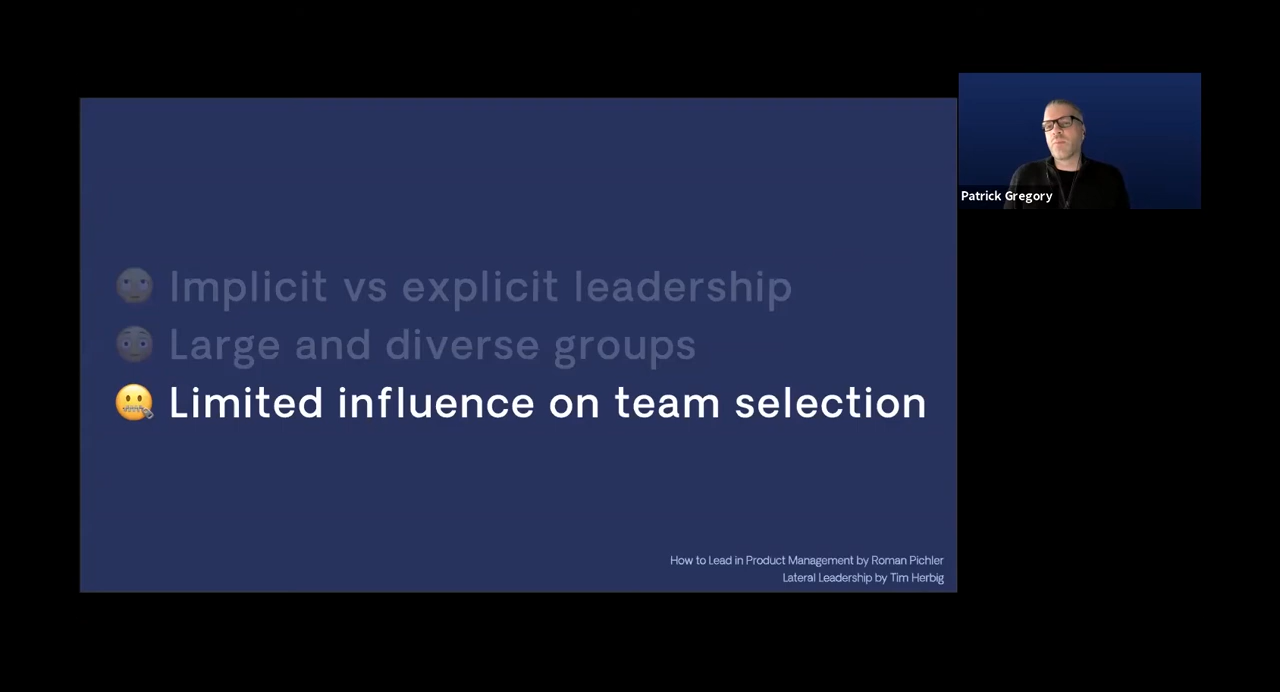 Implicit vs explicit leadership
Large and diverse groups
Limited influence on team selection
How to Lead in Product Management by Roman Pichler
Lateral Leadership by Tim Herbig
Patrick Gregory